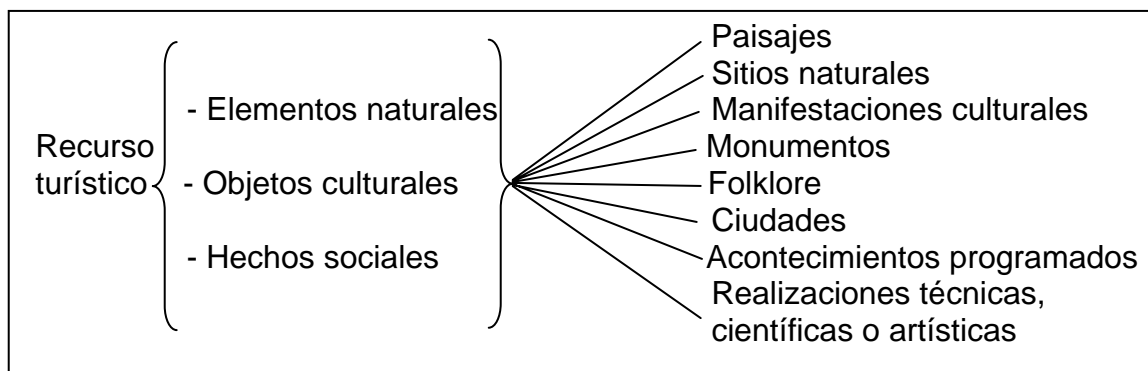 Recurso
turístico
- Elementos naturales
- Objetos culturales
- Hechos sociales
Paisajes
Sitios naturales
Manifestaciones culturales
Monumentos
Folklore
Ciudades
Acontecimientos programados
Realizaciones técnicas,
científicas o artísticas